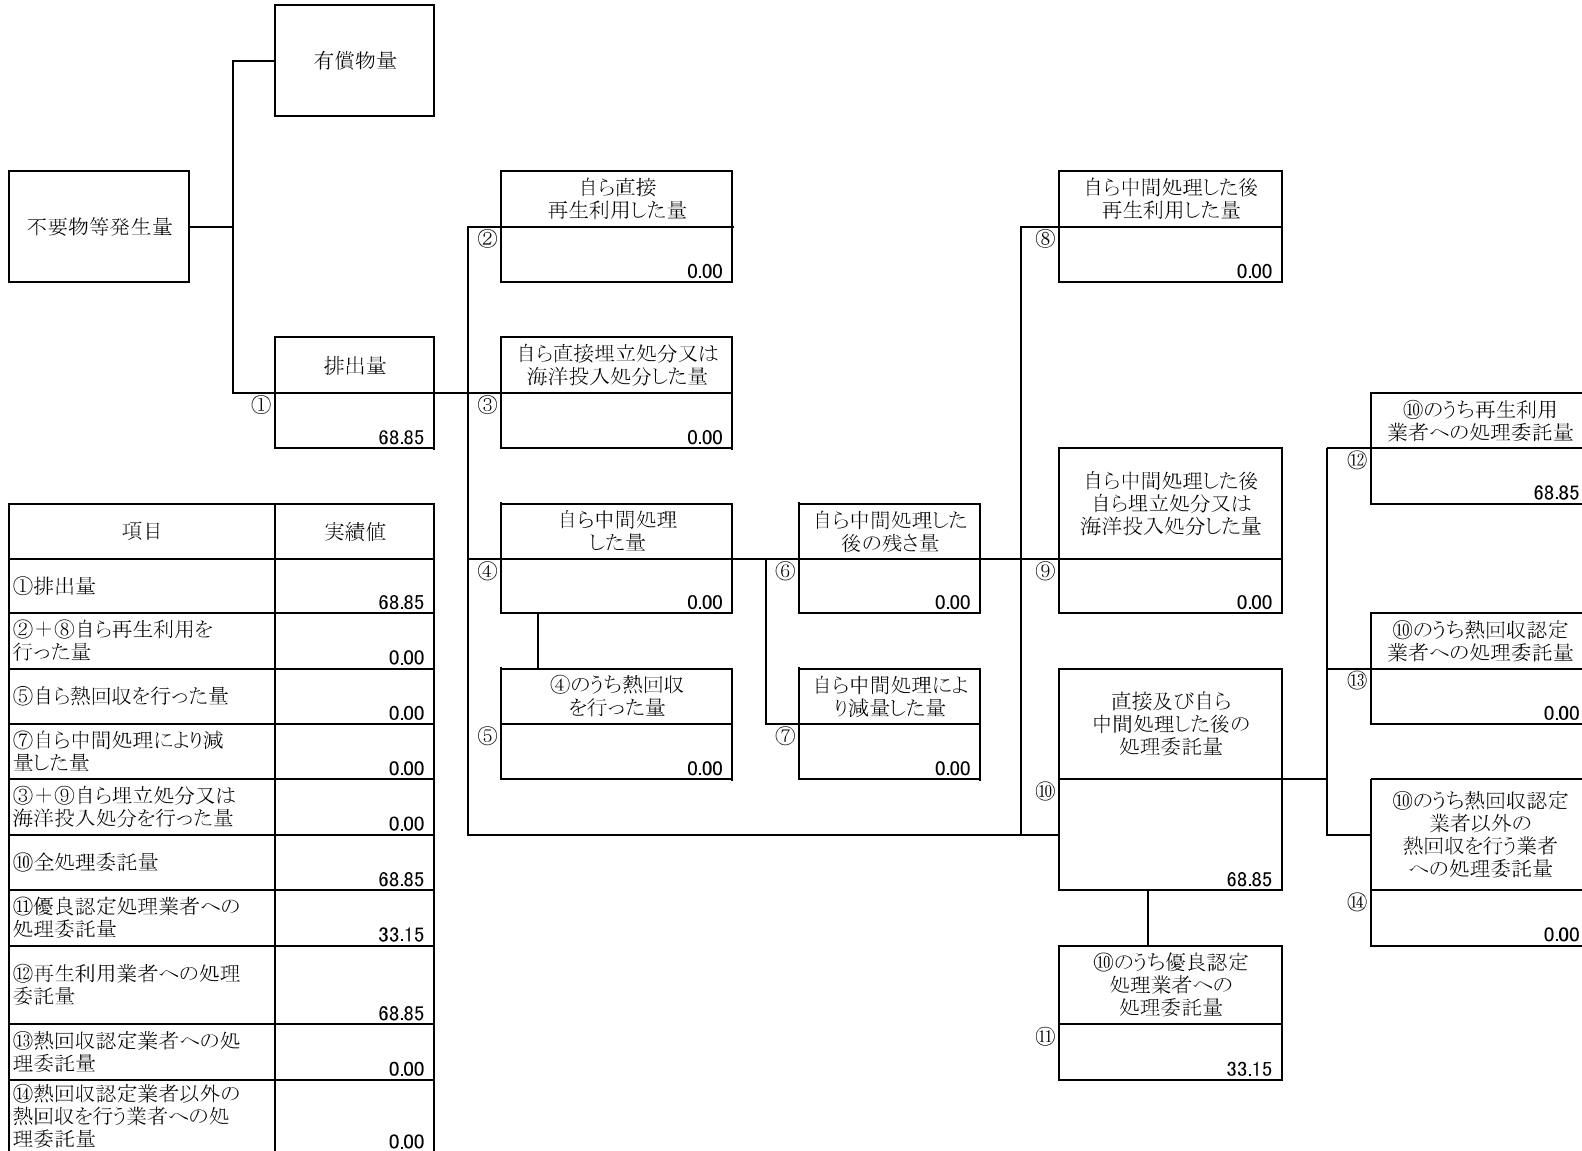 有償物量
不要物等発生量
自ら直接
再生利用した量
②
0.00
自ら中間処理した後
再生利用した量
⑧
0.00
排出量
①
68.85
自ら直接埋立処分又は
海洋投入処分した量
③
0.00
⑩のうち再生利用
業者への処理委託量
⑫
68.85
自ら中間処理した後
自ら埋立処分又は
海洋投入処分した量
⑨
0.00
自ら中間処理
した量
④
0.00
自ら中間処理した
後の残さ量
⑥
0.00
⑩のうち熱回収認定
業者への処理委託量
⑬
0.00
④のうち熱回収
を行った量
⑤
0.00
自ら中間処理によ
り減量した量
⑦
0.00
直接及び自ら
中間処理した後の
処理委託量
⑩
68.85
⑩のうち熱回収認定
業者以外の
熱回収を行う業者
への処理委託量
⑭
0.00
⑩のうち優良認定
処理業者への
処理委託量
⑪
33.15
項目 実績値
①排出量
68.85
②+⑧自ら再生利用を
行った量
0.00
⑤自ら熱回収を行った量
0.00
⑦自ら中間処理により減
量した量
0.00
③+⑨自ら埋立処分又は
海洋投入処分を行った量
0.00
⑩全処理委託量
68.85
⑪優良認定処理業者への
処理委託量
33.15
⑫再生利用業者への処理
委託量
68.85
⑬熱回収認定業者への処
理委託量
0.00
⑭熱回収認定業者以外の
熱回収を行う業者への処
理委託量
0.00